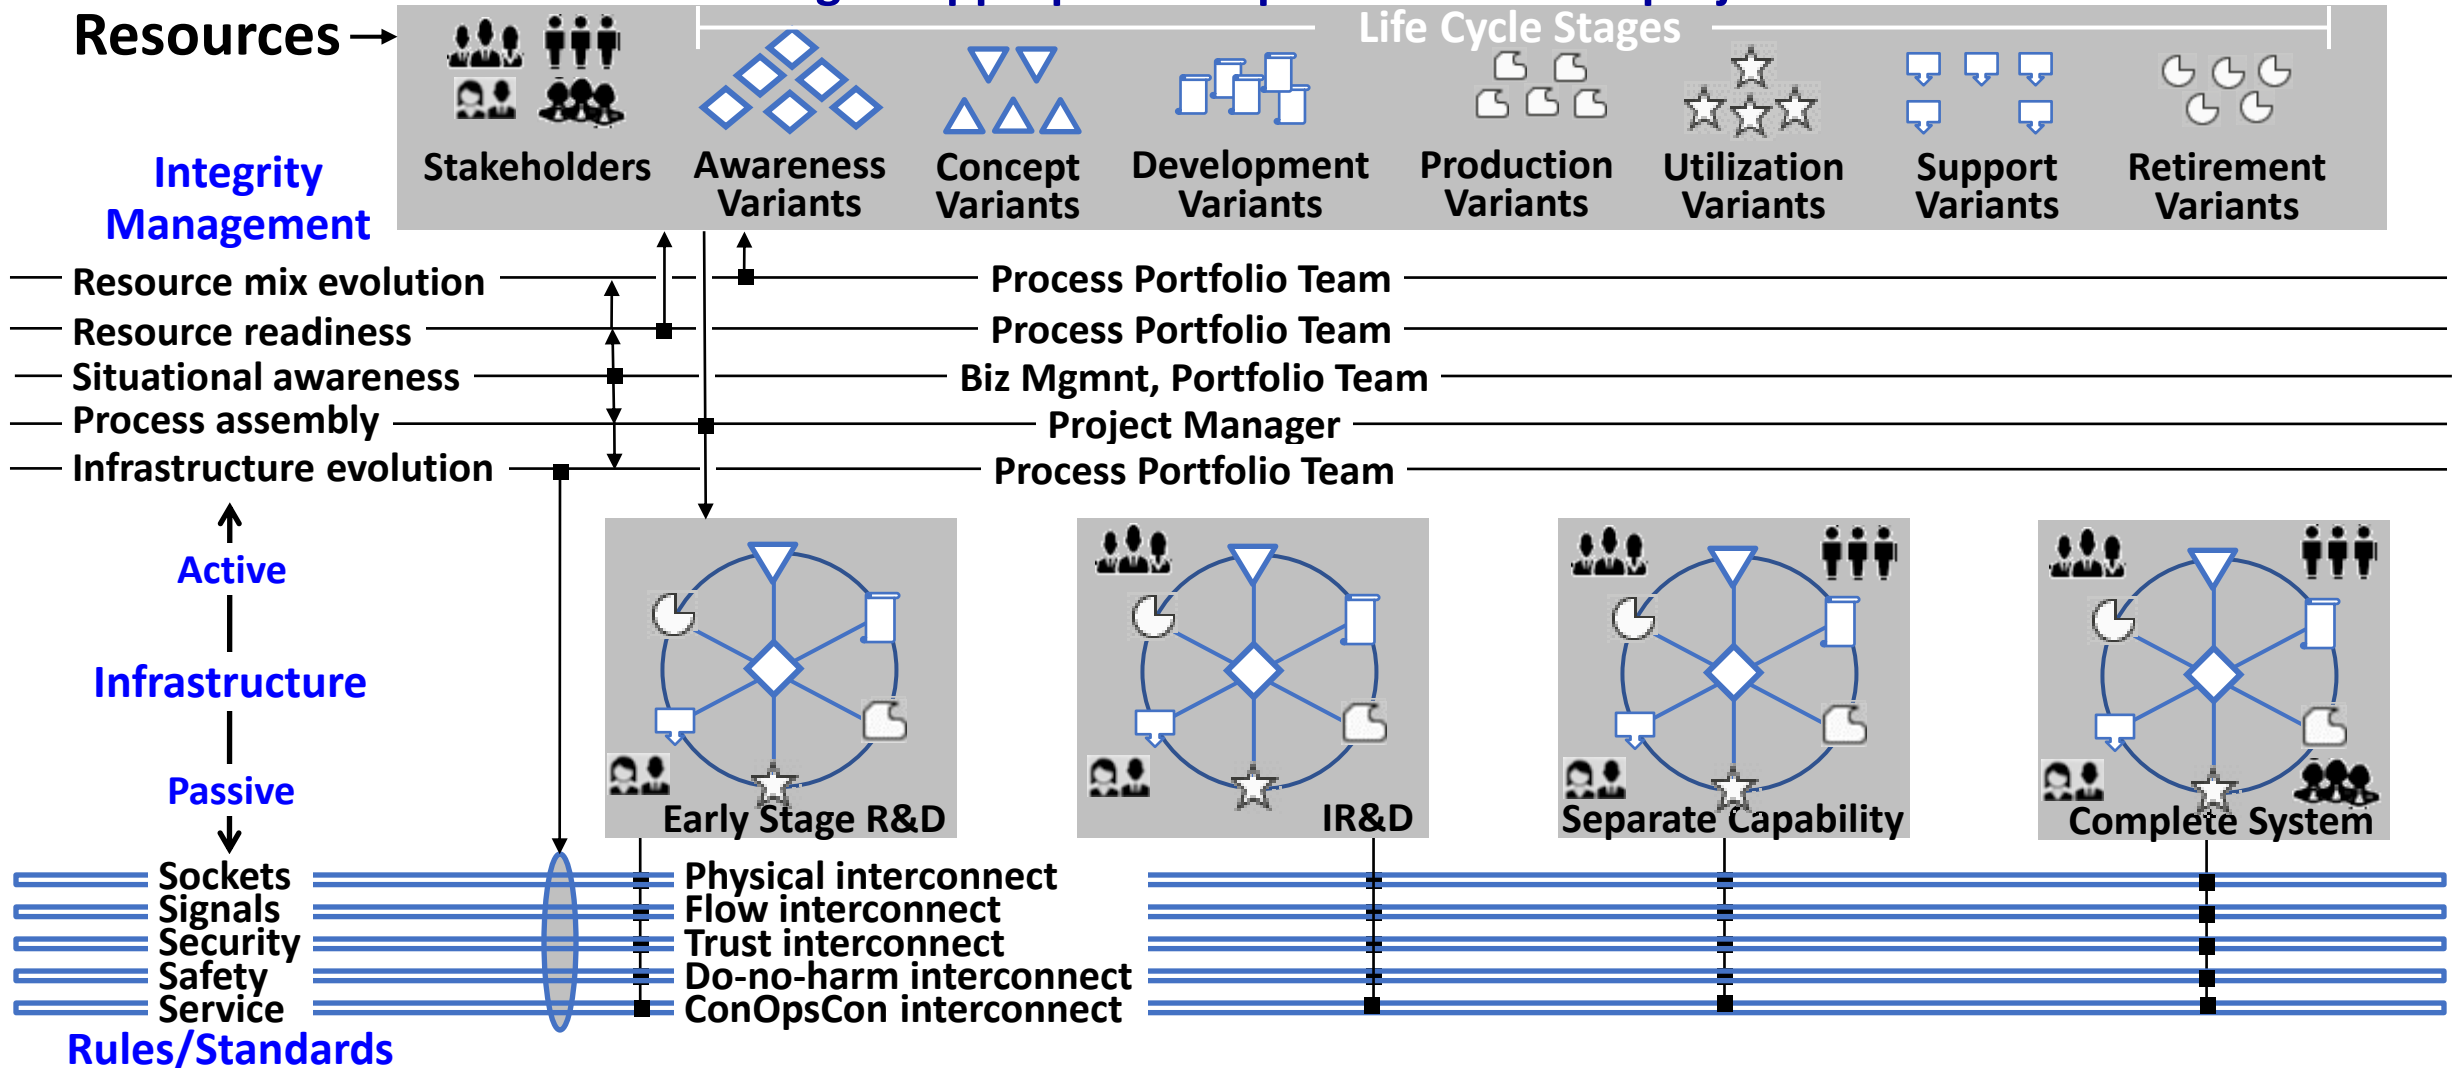 Resources
Life Cycle Stages
Stakeholders
Awareness
Variants
Concept
Variants
Development
Variants
Production
Variants
Utilization
Variants
Support
Variants
Retirement
Variants
Integrity
Management
Resource mix evolution
Process Portfolio Team
Resource readiness
Process Portfolio Team
Situational awareness
Biz Mgmnt, Portfolio Team
Process assembly
Project Manager
Infrastructure evolution
Process Portfolio Team
Active
Infrastructure
Passive
Early Stage R&D
IR&D
Separate Capability
Complete System
Sockets
Physical interconnect
Signals
Flow interconnect
Security
Trust interconnect
Safety
Do-no-harm interconnect
Service
ConOpsCon interconnect
Rules/Standards